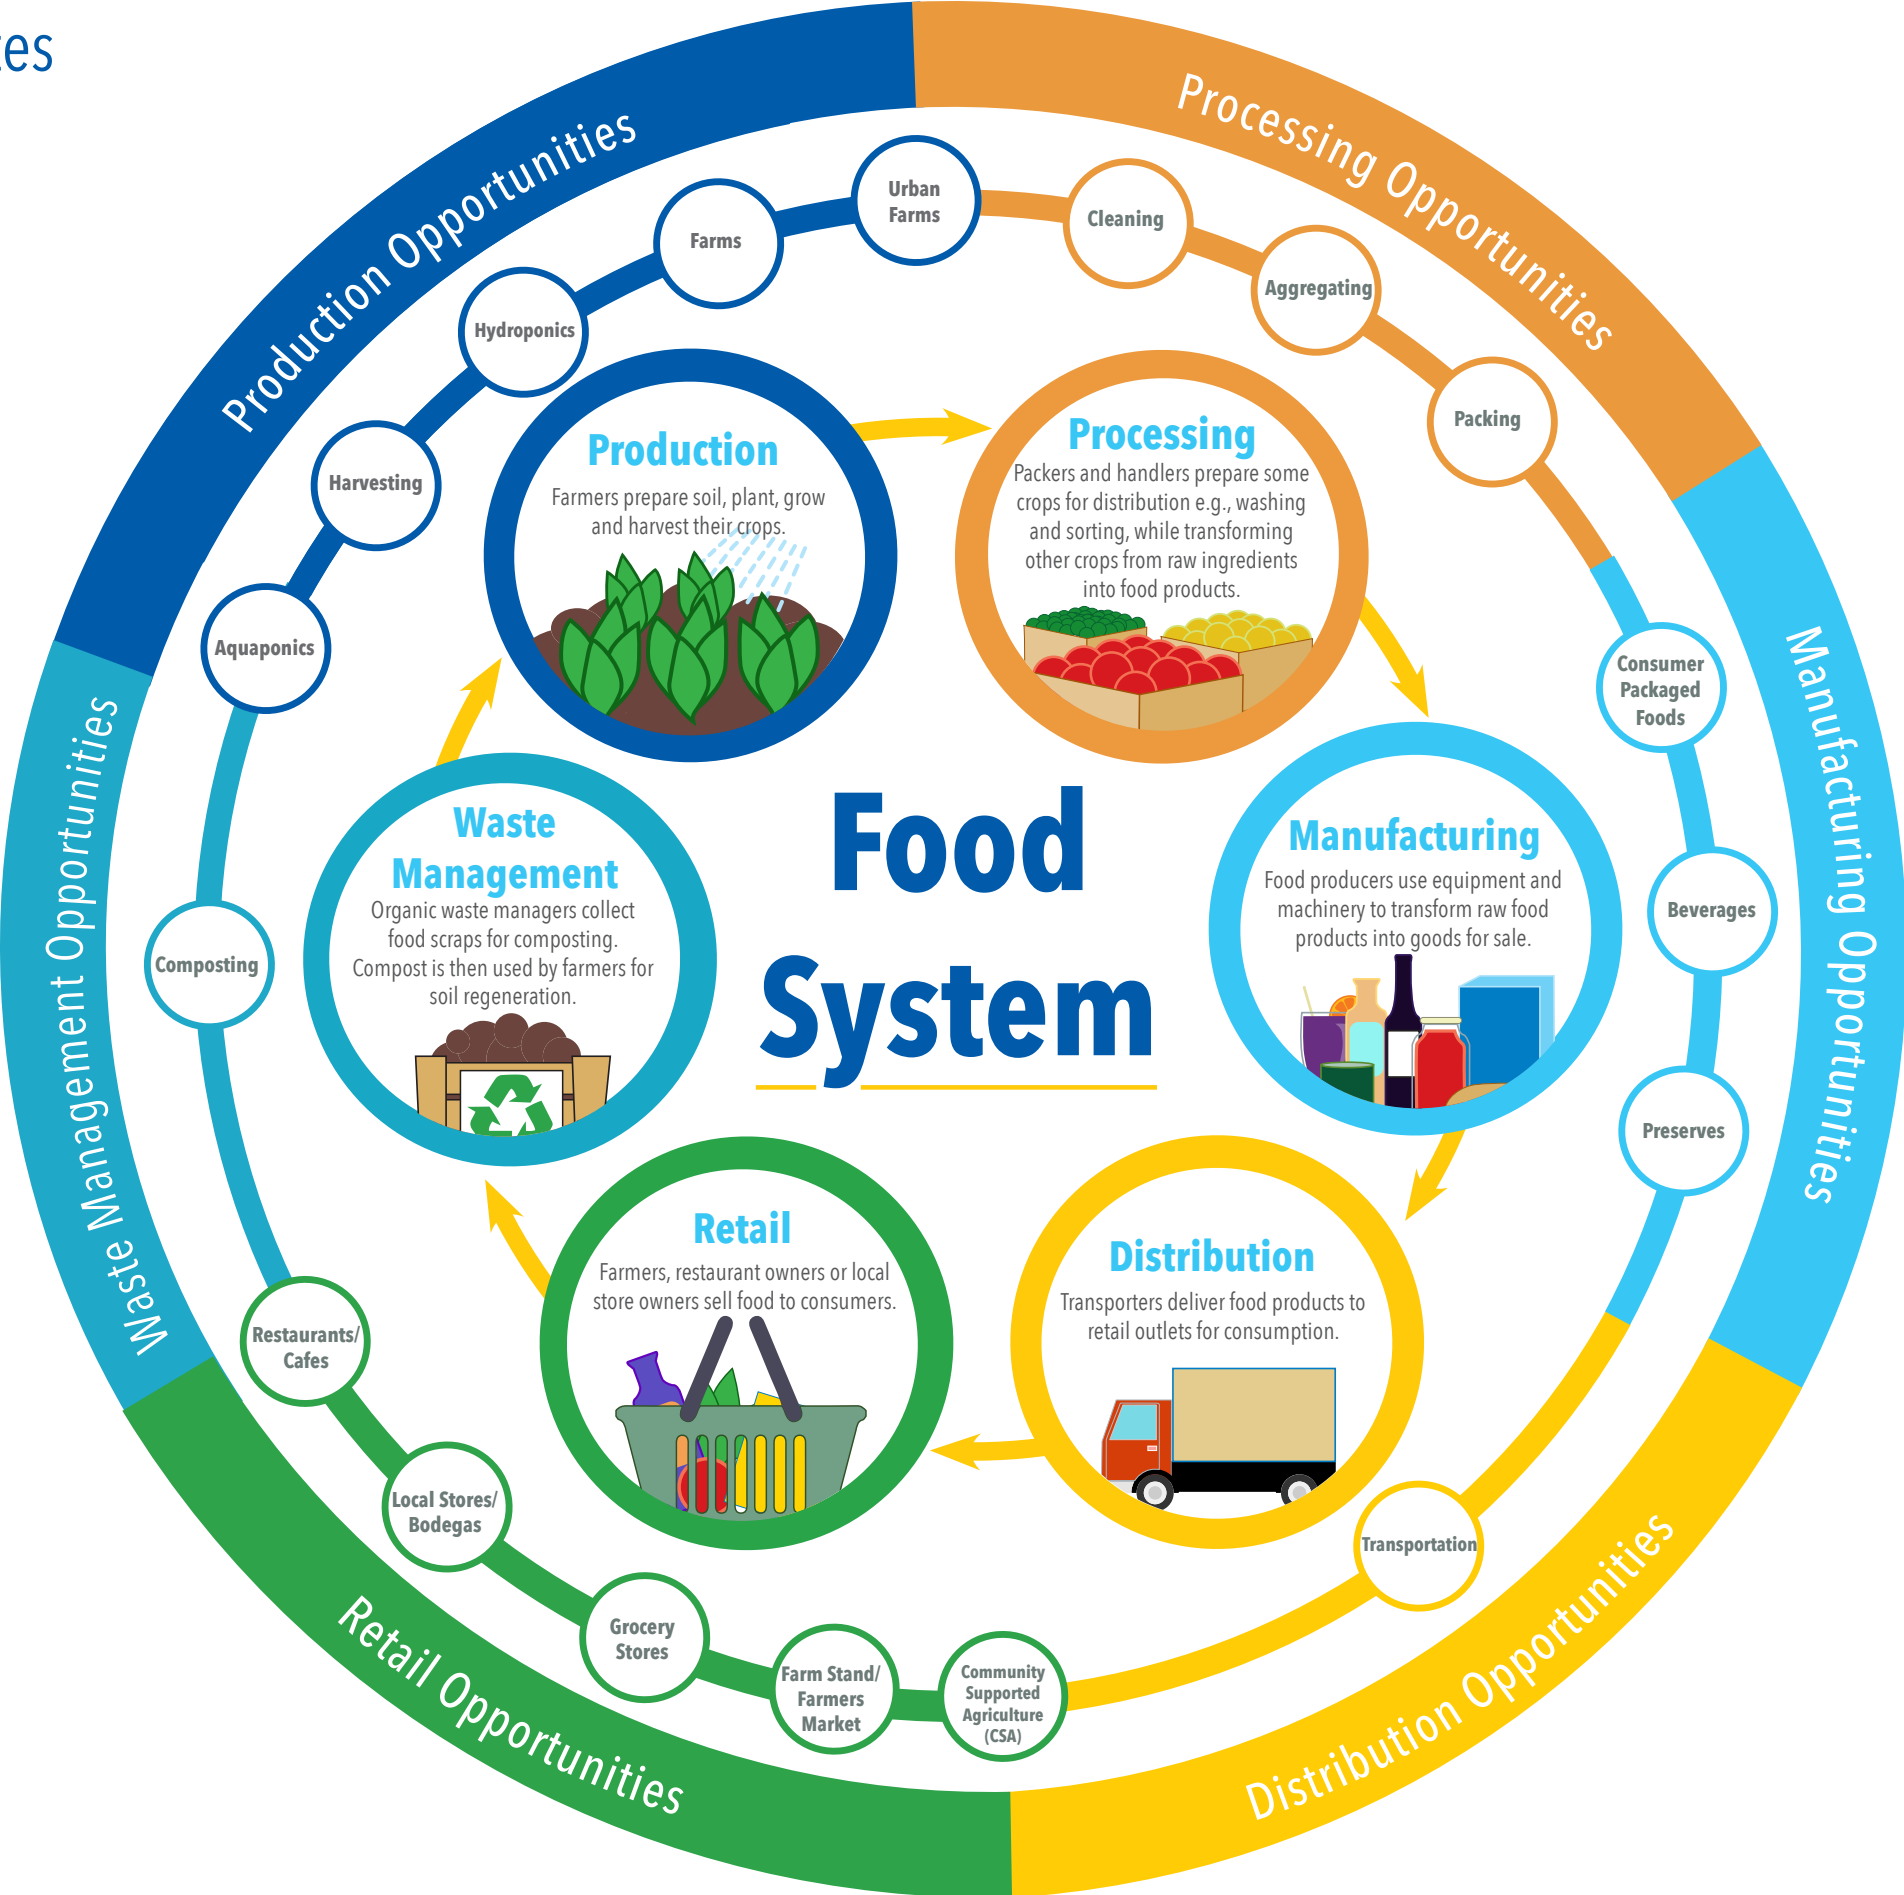 Production Opportunities
Processing Opportunities
Manufacturing Opportunities
Distribution Opportunities
Retail Opportunities
Waste Management Opportunities
Urban
Farms
Cleaning
Aggregating
Packing
Consumer
Packaged
Foods
Beverages
Preserves
Transportation
Community
Supported
Agriculture
(CSA)
Farm Stand/
Farmers
Market
Grocery
Stores
Local Stores/
Bodegas
Restaurants/
Cafes
Composting
Aquaponics
Harvesting
Hydroponics
Farms
Production
Farmers prepare soil, plant, grow
and harvest their crops.
Processing
Packers and handlers prepare some
crops for distribution e.g., washing
and sorting, while transforming
other crops from raw ingredients
into food products.
Manufacturing
Food producers use equipment and
machinery to transform raw food
products into goods for sale.
Distribution
Transporters deliver food products to
retail outlets for consumption.
Retail
Farmers, restaurant owners or local
store owners sell food to consumers.
Waste
Management
Organic waste managers collect
food scraps for composting.
Compost is then used by farmers for
soil regeneration.
Food
System